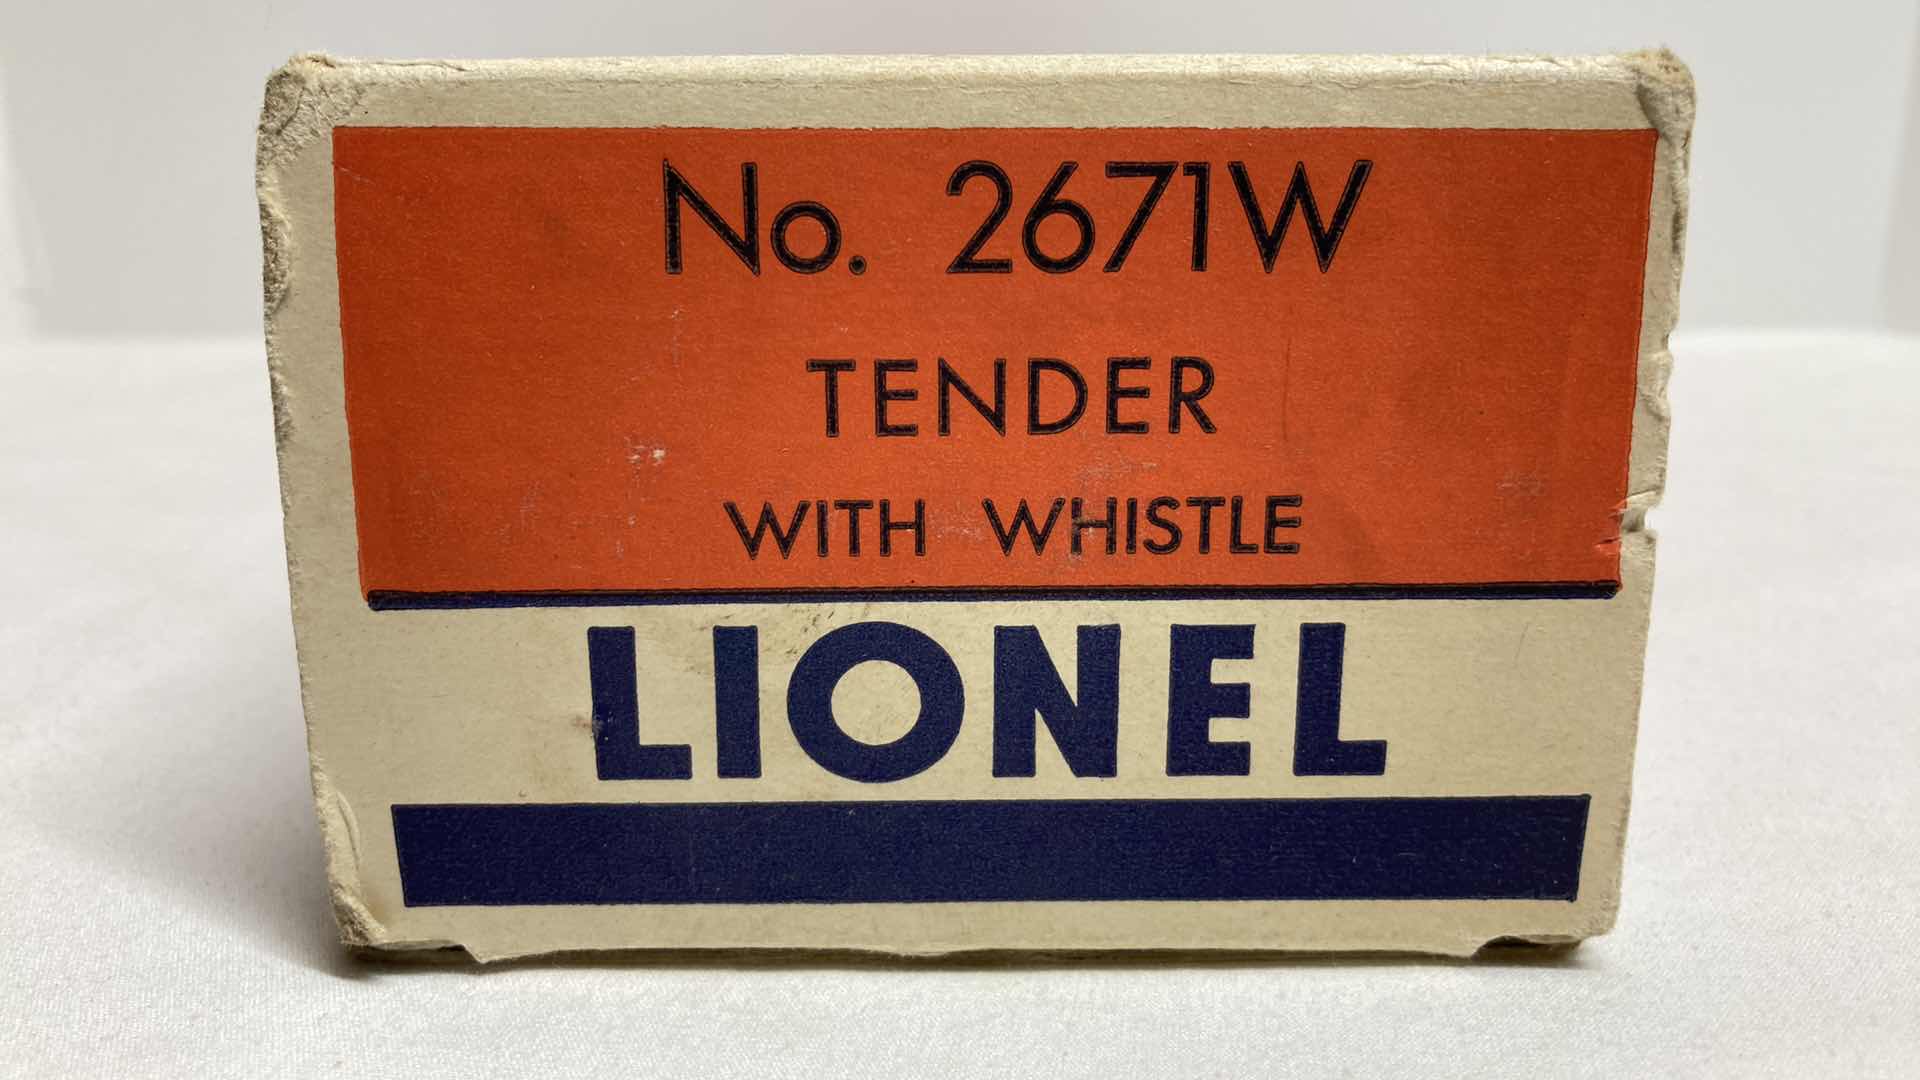 No. 2671W
TENDER
WITH WHISTLE
LIONEL